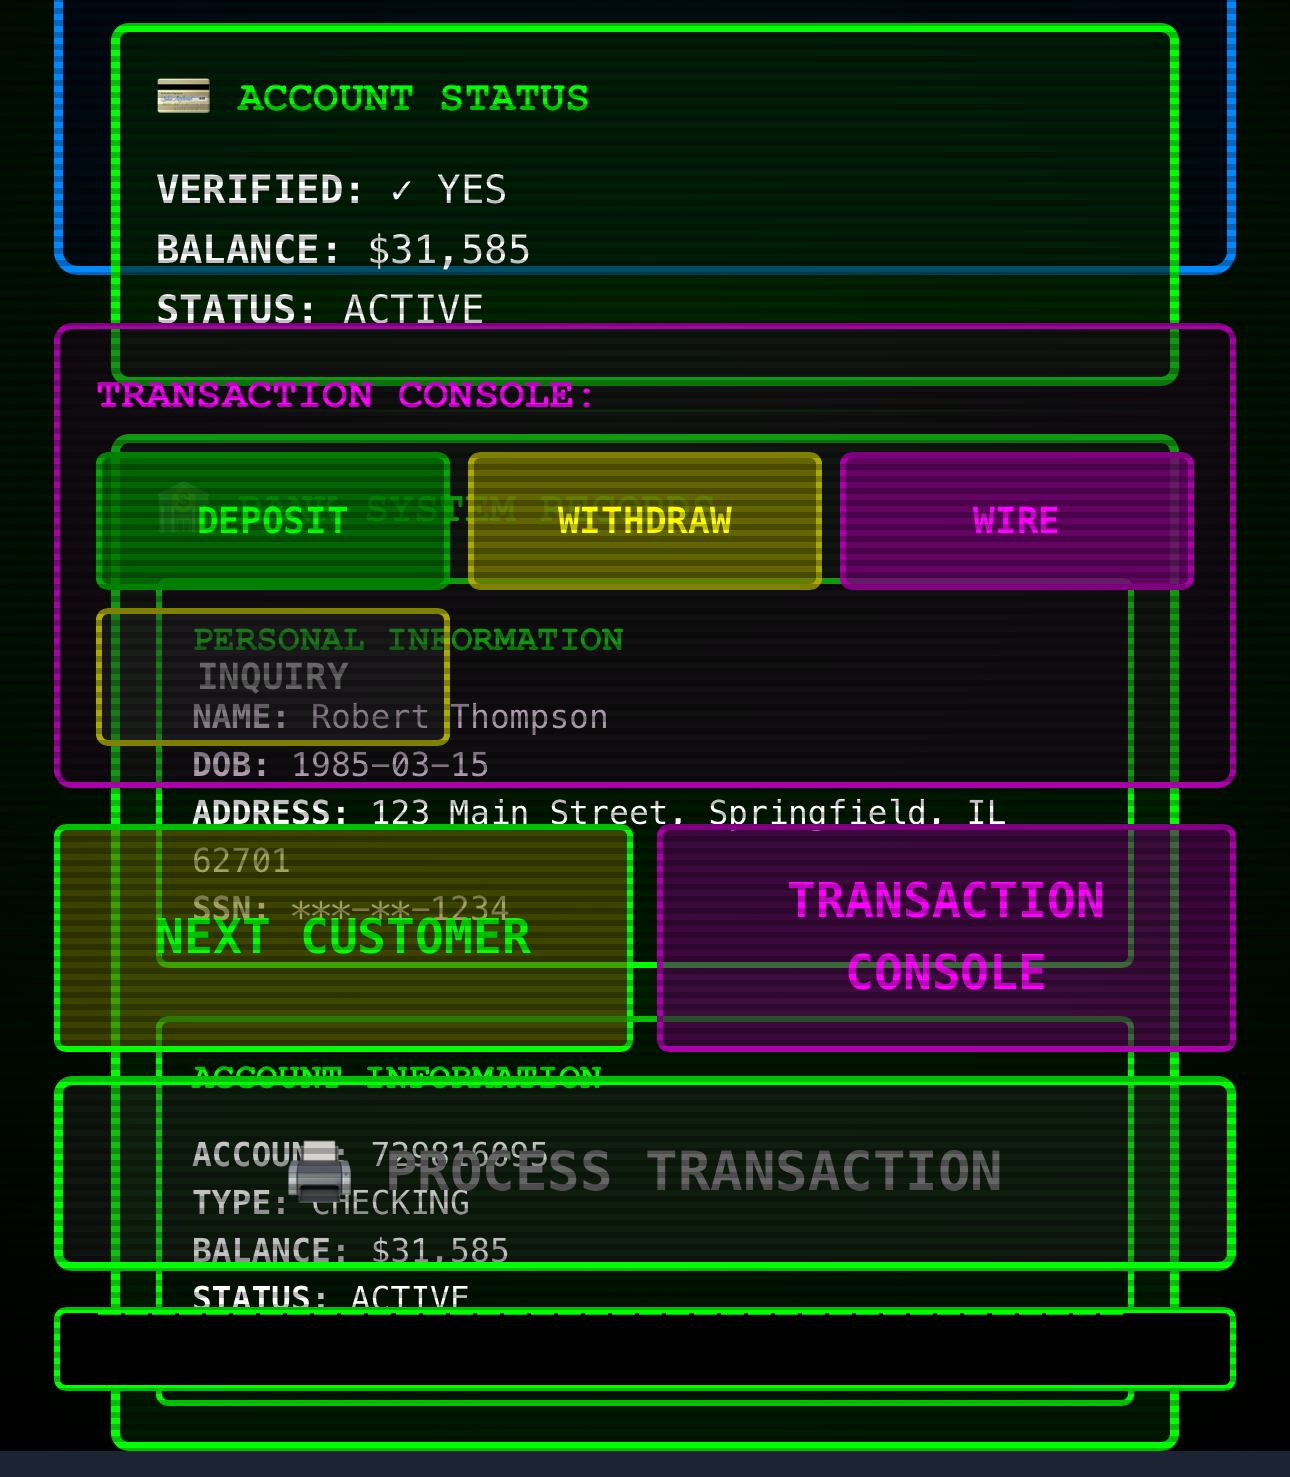 ACCOUNT STATUS
VERIFIED: ✓ YES
BALANCE: $31,585
STATUS: ACTIVE
TRANSACTION CONSOLE:
BANK SYSTEM RECORDS
DEPOSIT
WITHDRAW
WIRE
PERSONAL INFORMATION
INQUIRY
NAME: Robert Thompson
DOB: 1985-03-15
ADDRESS: 123 Main Street, Springfield, IL
62701
SSN: ***-**-1234
NEXT CUSTOMER
TRANSACTION
CONSOLE
ACCOUNT INFORMATION
ACCOUNT: 729816095
PROCESS TRANSACTION
TYPE: CHECKING
BALANCE: $31,585
STATUS: ACTIVE